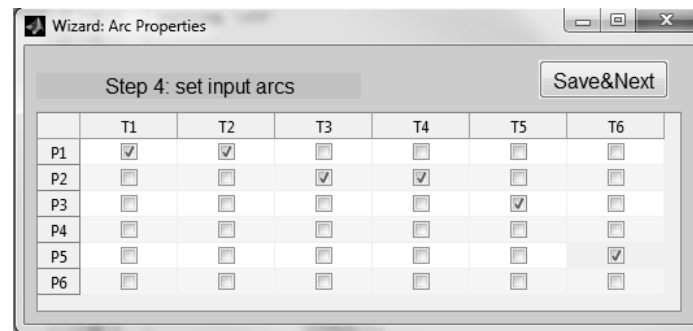 Wizard: Arc Properties
Step 4: set input arcs
Save&Next
T1 T2 T3 T4 T5 T6
P1
P2
P3
P4
P5
P6